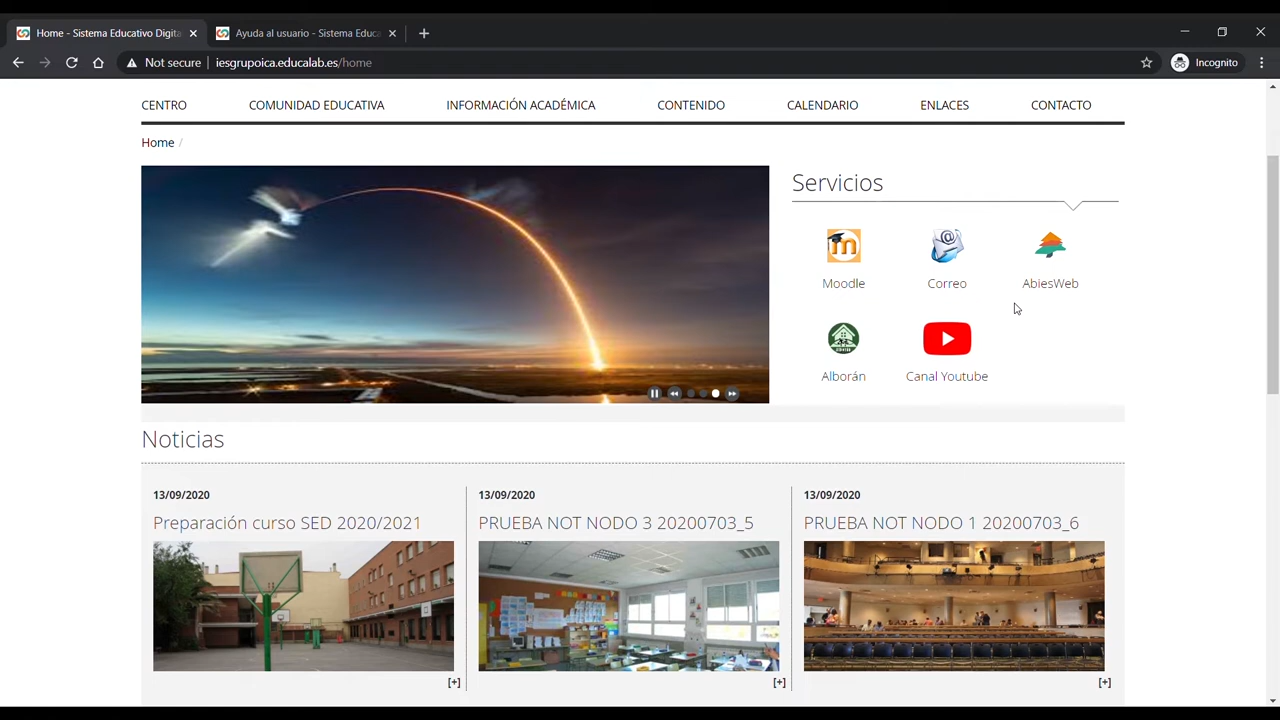 Home - Sistema Educativo Digita
Ayuda al usuario - Sistema Educa
Not secure
iesgrupoica.educalab.es/home
Incognito
CENTRO
COMUNIDAD EDUCATIVA
INFORMACIÓN ACADÉMICA
CONTENIDO
CALENDARIO
ENLACES
CONTACTO
Home /
Servicios
Moodle
Correo
AbiesWeb
Alborán
Canal Youtube
Noticias
13/09/2020
Preparación curso SED 2020/2021
[+]
13/09/2020
PRUEBA NOT NODO 3 20200703_5
[+]
13/09/2020
PRUEBA NOT NODO 1 20200703_6
[+]